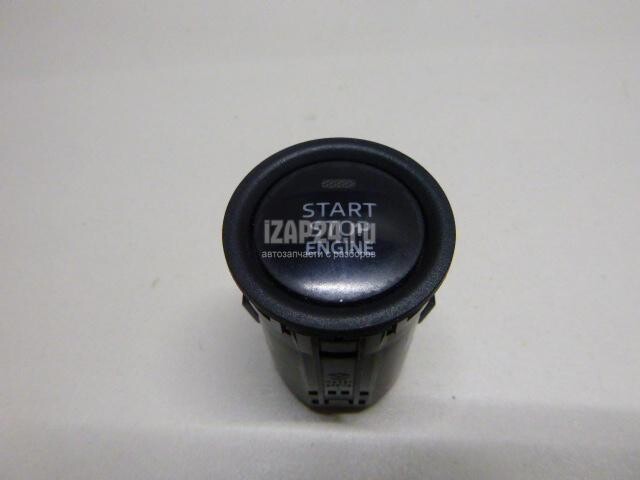 START
STOP
ENGINE
IZAP24.ru
автозапчасти с разборов